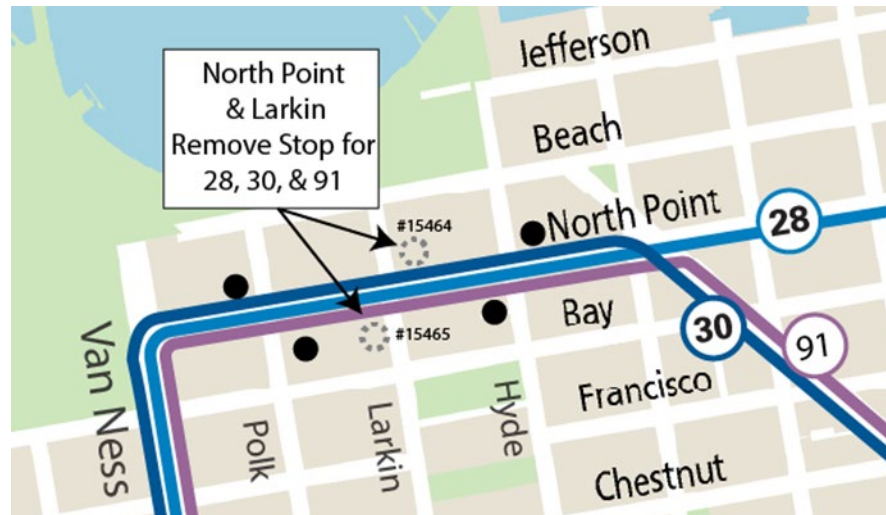 North Point
& Larkin
Remove Stop for
28, 30, & 91
Jefferson
Beach
#15464
North Point
28
Bay
#15465
30
91
Van Ness
Polk
Larkin
Hyde
Francisco
Chestnut